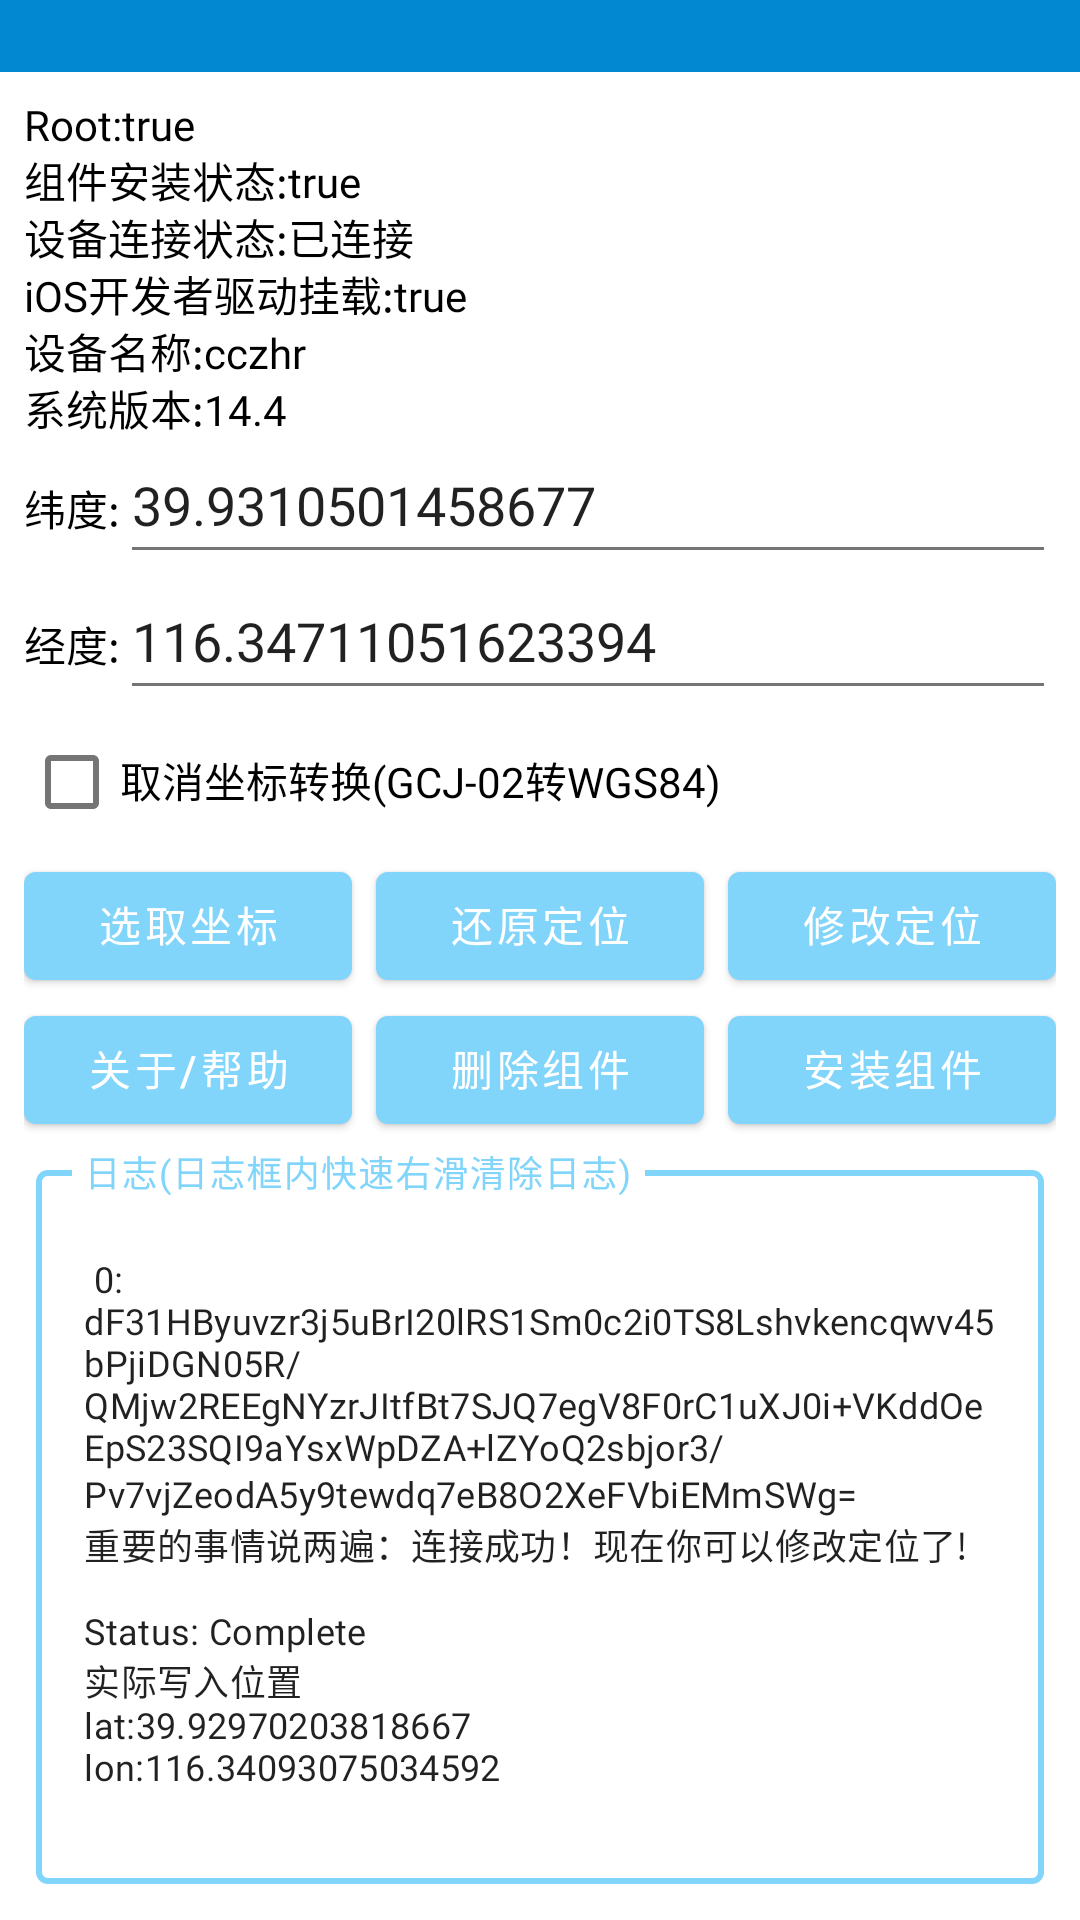 Root:true
组件安装状态:true
设备连接状态:已连接
iOS开发者驱动挂载:true
设备名称:cczhr
系统版本:14.4
纬度: 39.9310501458677
经度: 116.34711051623394
取消坐标转换(GCJ-02转WGS84)
选取坐标 还原定位 修改定位
关于/帮助 删除组件 安装组件
日志(日志框内快速右滑清除日志)
0:
dF31HByuvzr3j5uBrI20lRS1Sm0c2i0TS8Lshvkencqwv45
bPjiDGN05R/
QMjw2REEgNYzrJItfBt7SJQ7egV8F0rC1uXJ0i+VKddOe
EpS23SQI9aYsxWpDZA+lZYoQ2sbjor3/
Pv7vjZeodA5y9tewdq7eB8O2XeFVbiEMmSWg=
重要的事情说两遍：连接成功！现在你可以修改定位了!
Status: Complete
实际写入位置
lat:39.92970203818667
lon:116.34093075034592